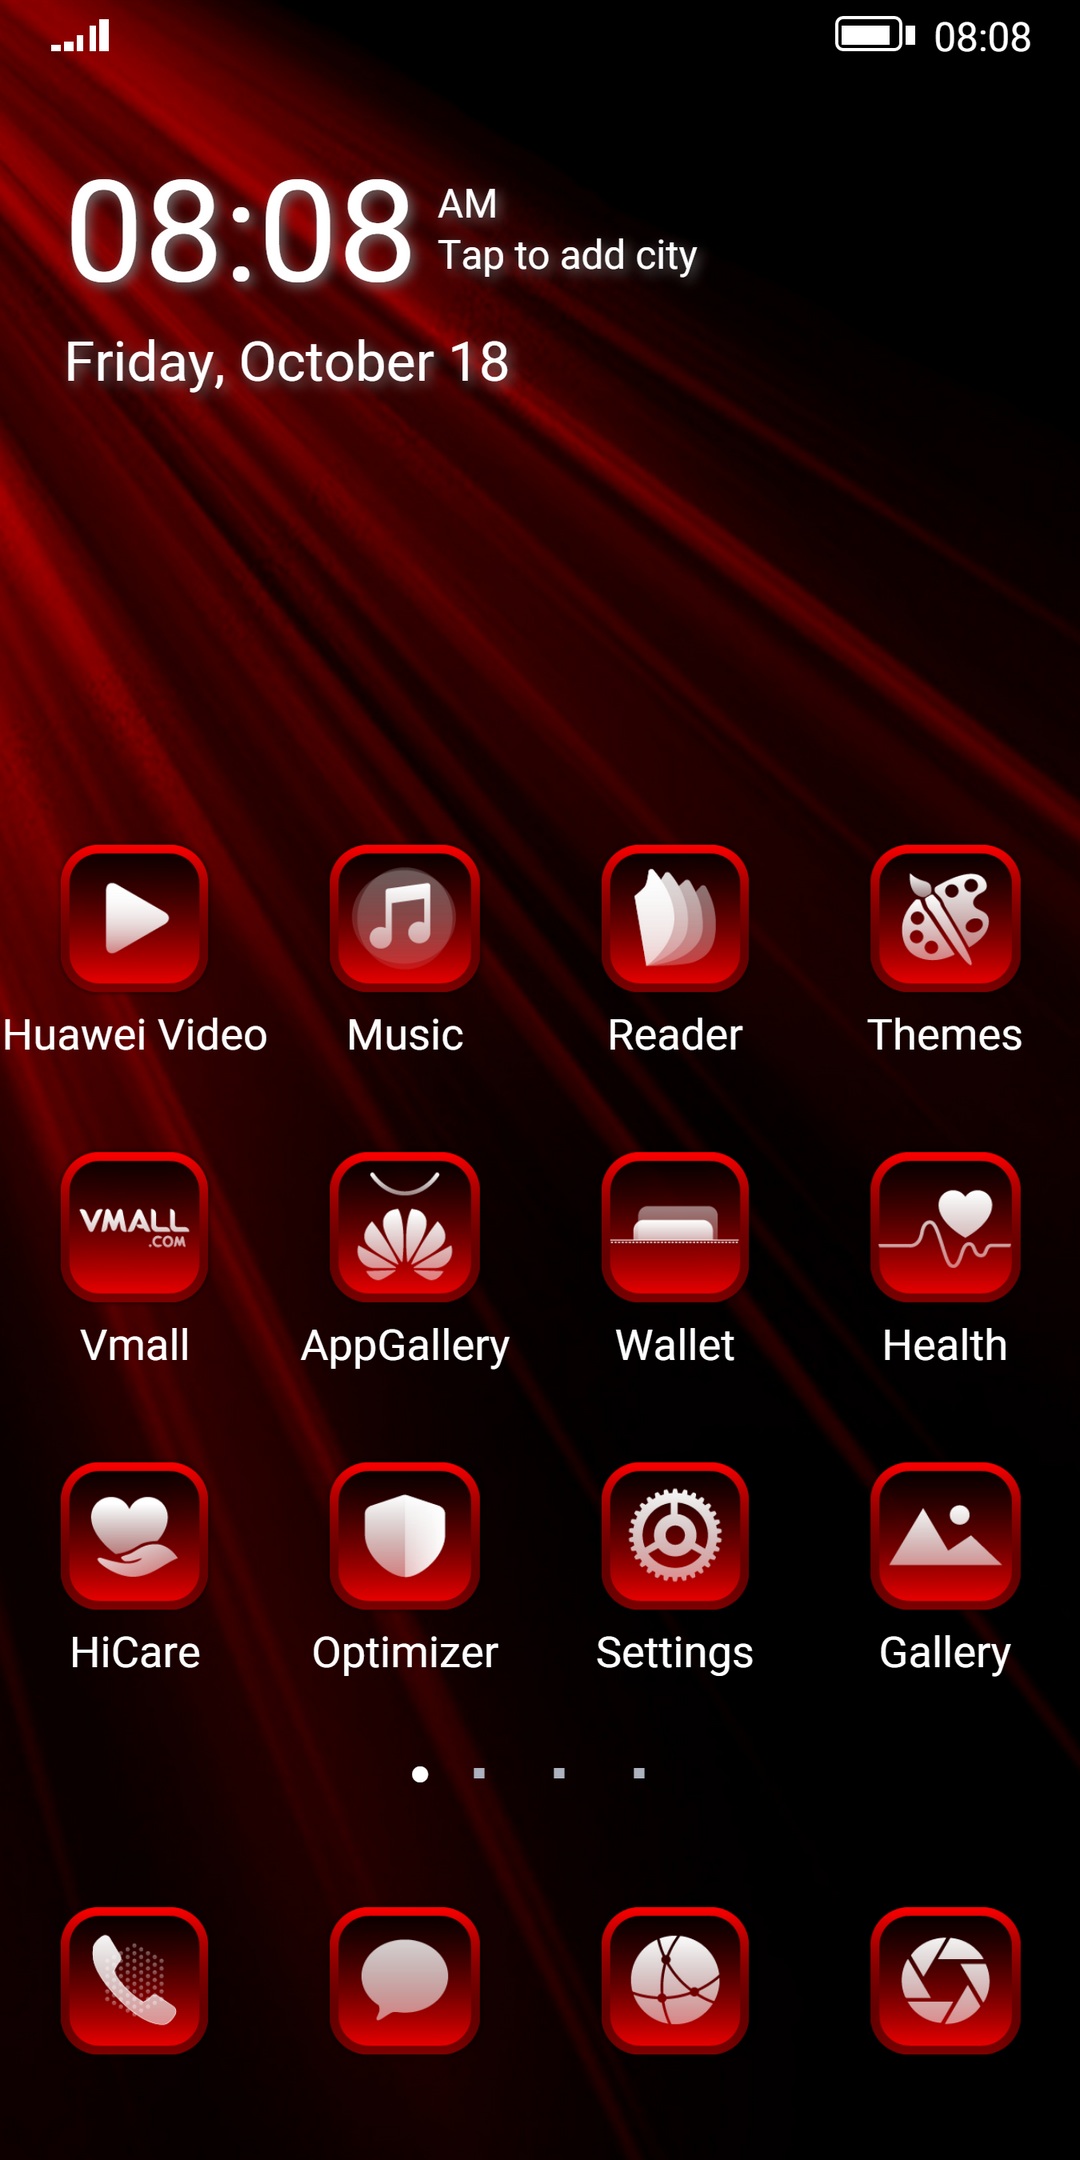 08:08
08:08 AM
Tap to add city
Friday, October 18
Huawei Video Music Reader Themes
VMALL
.COM
Vmall AppGallery Wallet Health
HiCare Optimizer Settings Gallery